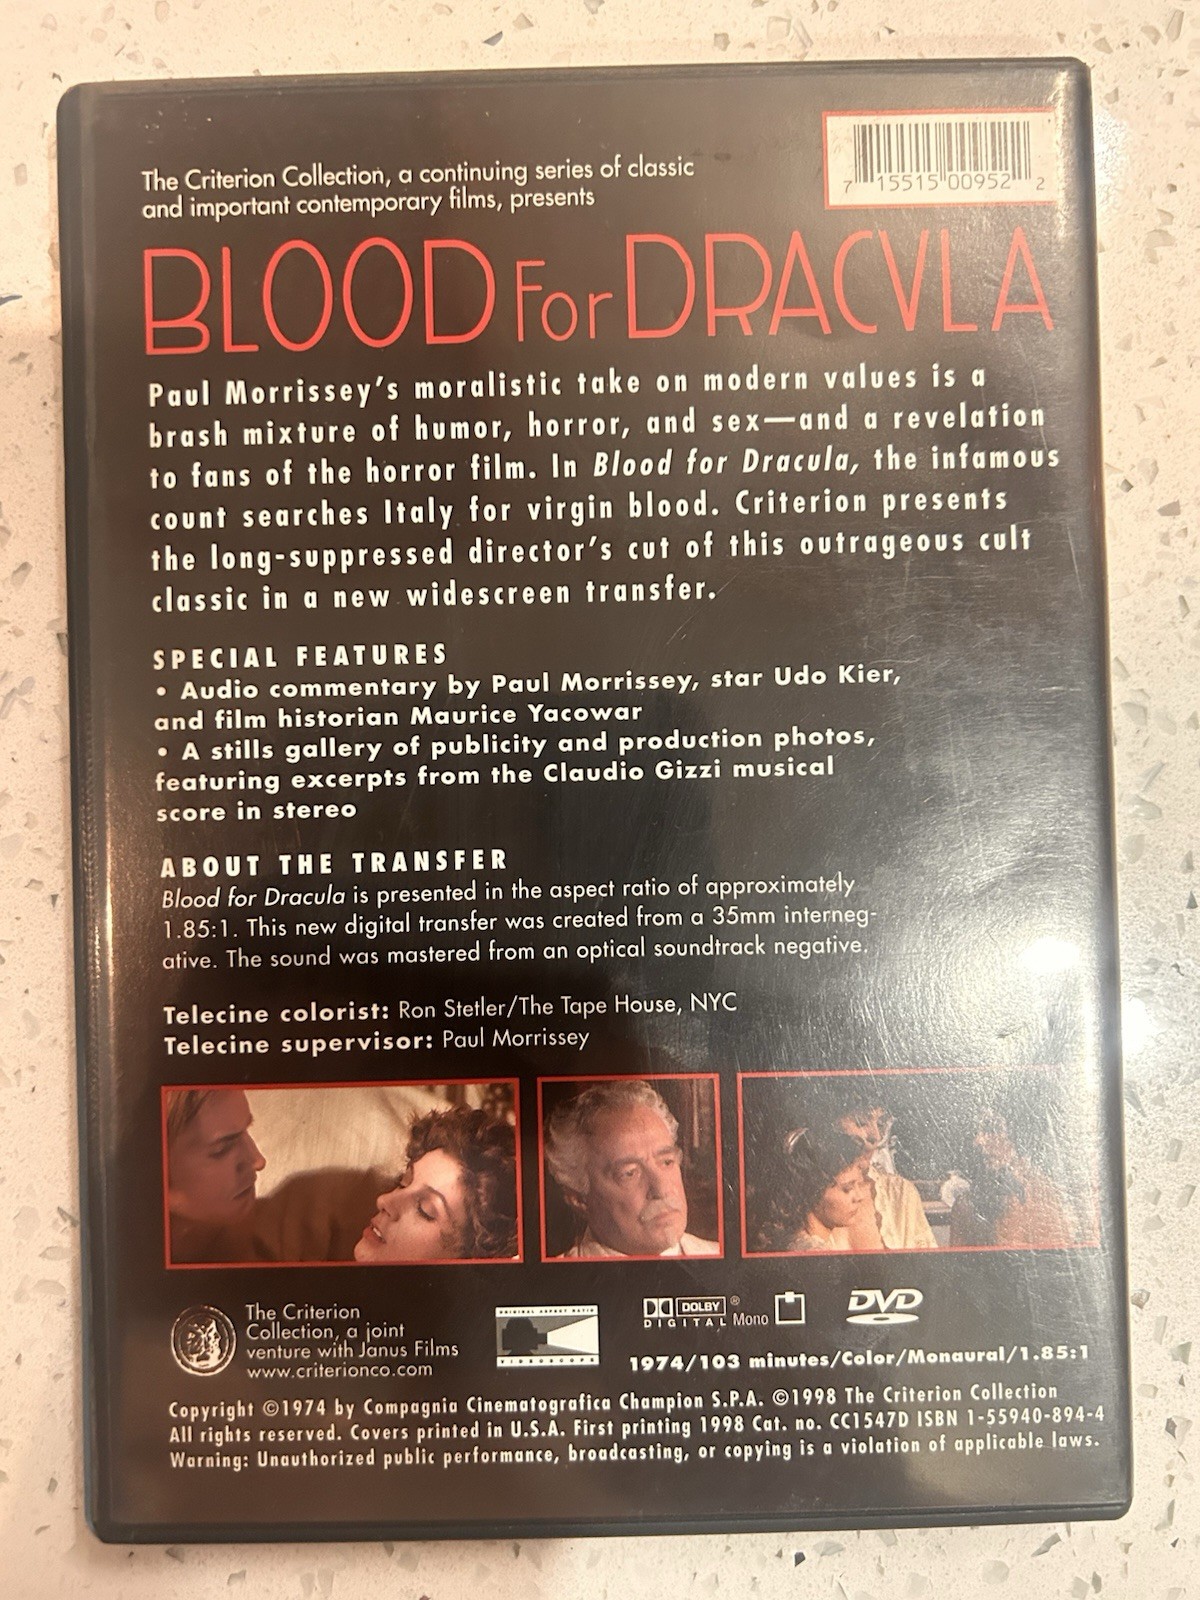 The Criterion Collection, a continuing series of classic
and important contemporary films, presents
7 15515 00952 2
BLOOD For DRACVLA
Paul Morrissey's moralistic take on modern values is a
brash mixture of humor, horror, and sex—and a revelation
to fans of the horror film. In Blood for Dracula, the infamous
count searches Italy for virgin blood. Criterion presents
the long-suppressed director's cut of this outrageous cult
classic in a new widescreen transfer.
SPECIAL FEATURES
• Audio commentary by Paul Morrissey, star Udo Kier,
and film historian Maurice Yacowar
• A stills gallery of publicity and production photos,
featuring excerpts from the Claudio Gizzi musical
score in stereo
ABOUT THE TRANSFER
Blood for Dracula is presented in the aspect ratio of approximately
1.85:1. This new digital transfer was created from a 35mm interneg-
ative. The sound was mastered from an optical soundtrack negative.
Telecine colorist: Ron Stetler/The Tape House, NYC
Telecine supervisor: Paul Morrissey
The Criterion
Collection, a joint
venture with Janus Films
www.criterionco.com
ORIGINAL ASPECT RATIO
VIDEOSCOPE
DOLBY ®
DIGITAL Mono
DVD
1974/103 minutes/Color/Monaural/1.85:1
Copyright ©1974 by Compagnia Cinematografica Champion S.P.A. ©1998 The Criterion Collection
All rights reserved. Covers printed in U.S.A. First printing 1998 Cat. no. CC1547D ISBN 1-55940-894-4
Warning: Unauthorized public performance, broadcasting, or copying is a violation of applicable laws.